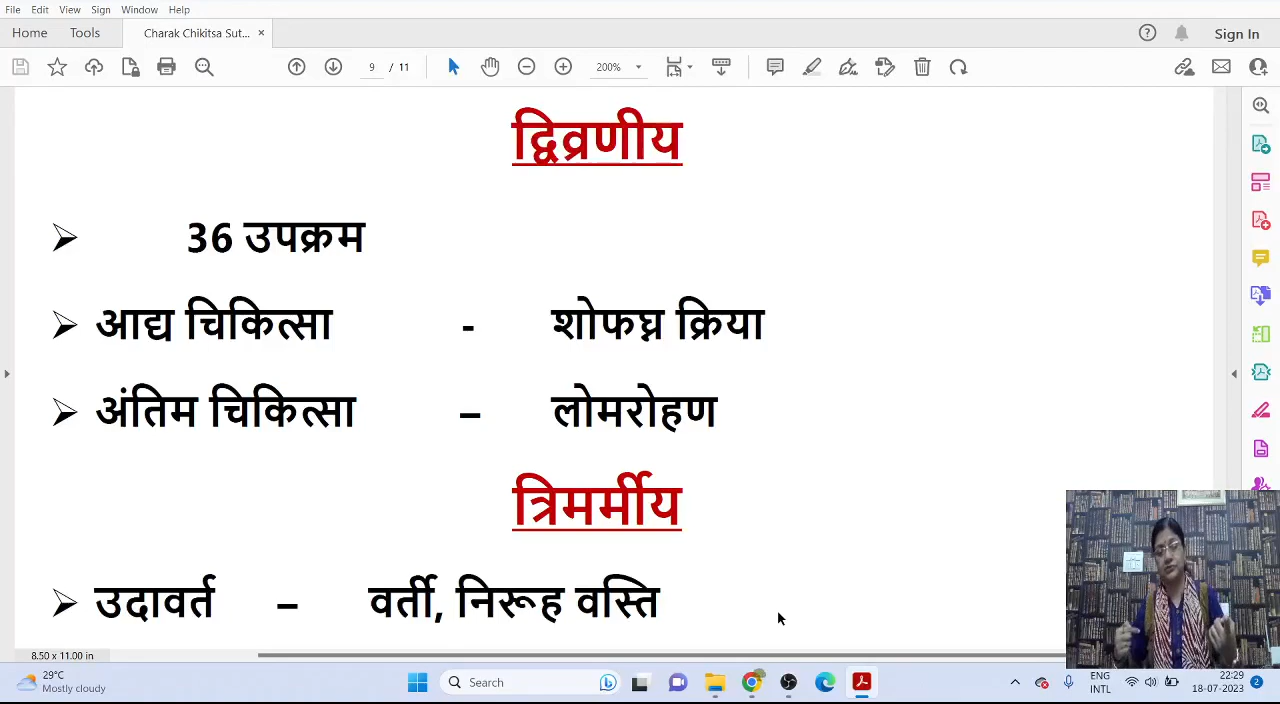 File Edit View Sign Window Help
Home Tools Charak Chikitsa Sut... × Sign In
9 / 11 200%
द्विव्रणीय
➢ 36 उपक्रम
➢ आद्य चिकित्सा - शोफघ्न क्रिया
➢ अंतिम चिकित्सा – लोमरोहण
त्रिमर्मीय
➢ उदावर्त – वर्ती, निरूह वस्ति
8.50 x 11.00 in
29°C
Mostly cloudy
Search
ENG
INTL
22:29
18-07-2023
2